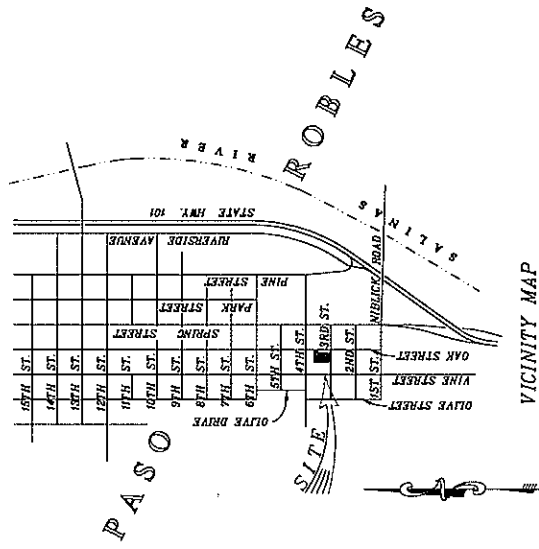 PASO
ROBLES
SALINAS
RIVER
STATE HWY. 101
RIVERSIDE AVENUE
PINE STREET
PARK STREET
SPRING STREET
OAK STREET
VINE STREET
OLIVE STREET
OLIVE DRIVE
NIBLICK ROAD
15TH ST.
14TH ST.
13TH ST.
12TH ST.
11TH ST.
10TH ST.
9TH ST.
8TH ST.
7TH ST.
6TH ST.
5TH ST.
4TH ST.
3RD ST.
2ND ST.
1ST ST.
SITE
VICINITY MAP